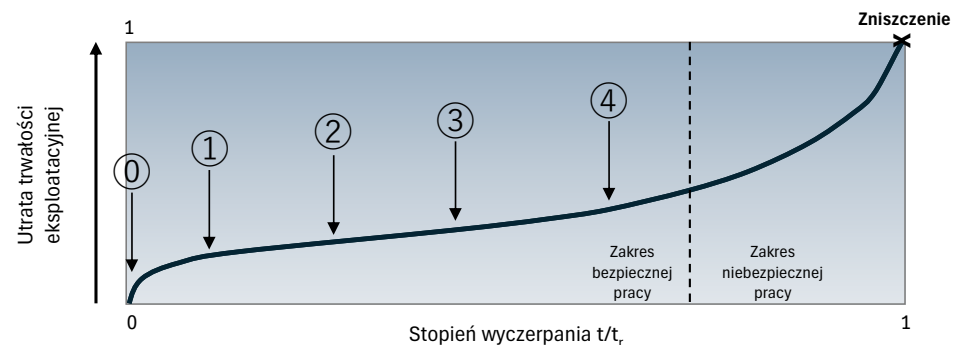 Zniszczenie
1
Utrata trwałości
eksploatacyjnej
0
1
2
3
4
Zakres
bezpiecznej
pracy
Zakres
niebezpiecznej
pracy
0
Stopień wyczerpania t/tᵣ
1